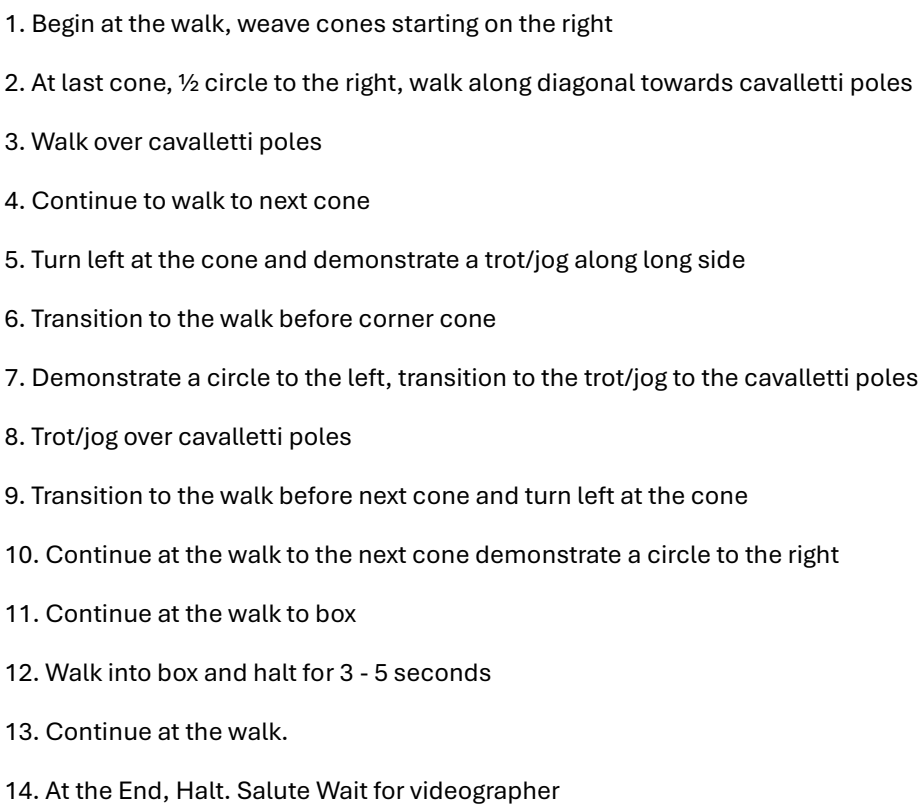 1. Begin at the walk, weave cones starting on the right
2. At last cone, ½ circle to the right, walk along diagonal towards cavalletti poles
3. Walk over cavalletti poles
4. Continue to walk to next cone
5. Turn left at the cone and demonstrate a trot/jog along long side
6. Transition to the walk before corner cone
7. Demonstrate a circle to the left, transition to the trot/jog to the cavalletti poles
8. Trot/jog over cavalletti poles
9. Transition to the walk before next cone and turn left at the cone
10. Continue at the walk to the next cone demonstrate a circle to the right
11. Continue at the walk to box
12. Walk into box and halt for 3 - 5 seconds
13. Continue at the walk.
14. At the End, Halt. Salute Wait for videographer